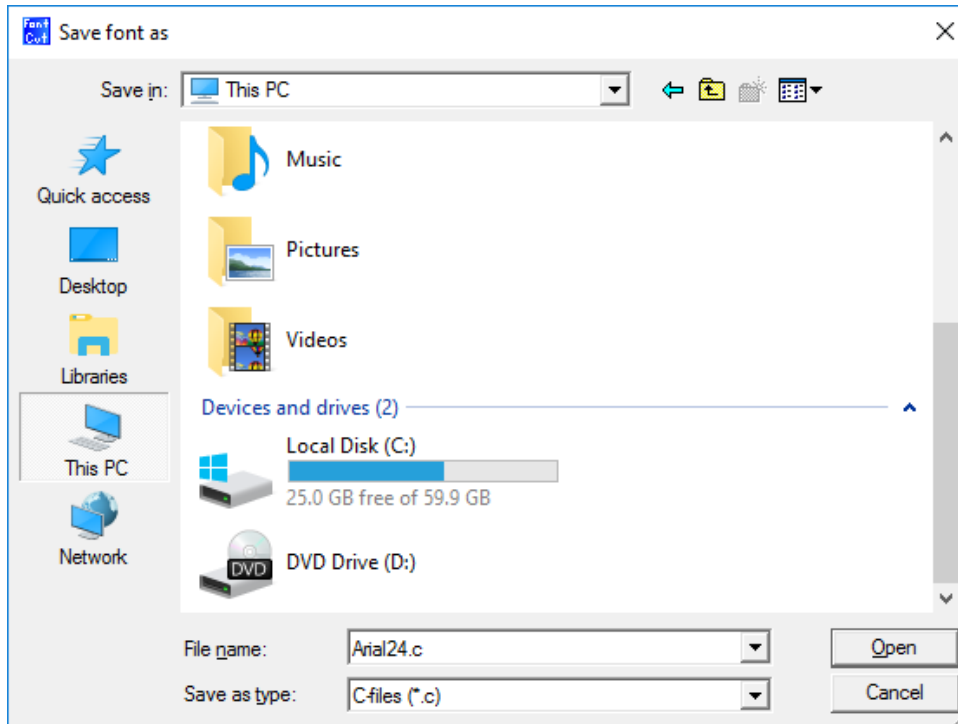 Font Cut
Save font as
Save in: This PC
Quick access
Desktop
Libraries
This PC
Network
Music
Pictures
Videos
Devices and drives (2)
Local Disk (C:)
25.0 GB free of 59.9 GB
DVD
DVD Drive (D:)
File name: Arial24.c Open
Save as type: C-files (*.c) Cancel